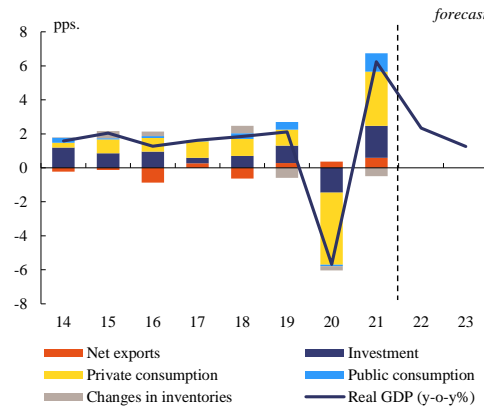 forecast
pps.
8
6
4
2
0
-2
-4
-6
-8
14 15 16 17 18 19 20 21 22 23
Net exports Investment
Private consumption Public consumption
Changes in inventories Real GDP (y-o-y%)